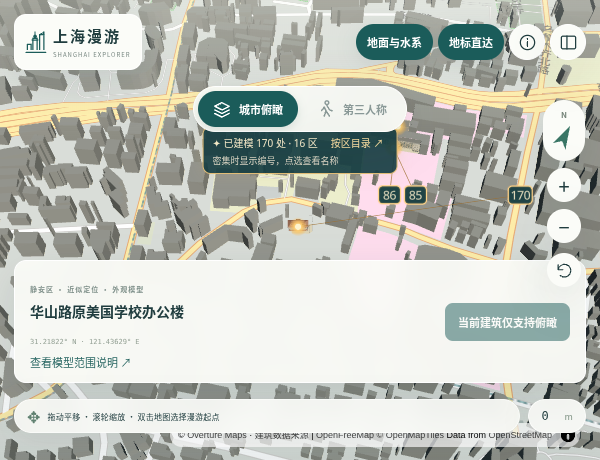 上海漫游
SHANGHAI EXPLORER
地面与水系
地标直达
城市俯瞰
第三人称
N
✦ 已建模 170 处 · 16 区 按区目录 ↗
密集时显示编号，点选查看名称
86
85
170
+
−
静安区 · 近似定位 · 外观模型
华山路原美国学校办公楼
31.21822° N · 121.43629° E
查看模型范围说明 ↗
当前建筑仅支持俯瞰
拖动平移 · 滚轮缩放 · 双击地图选择漫游起点
0 m
© Overture Maps · 建筑数据来源 | OpenFreeMap © OpenMapTiles Data from OpenStreetMap